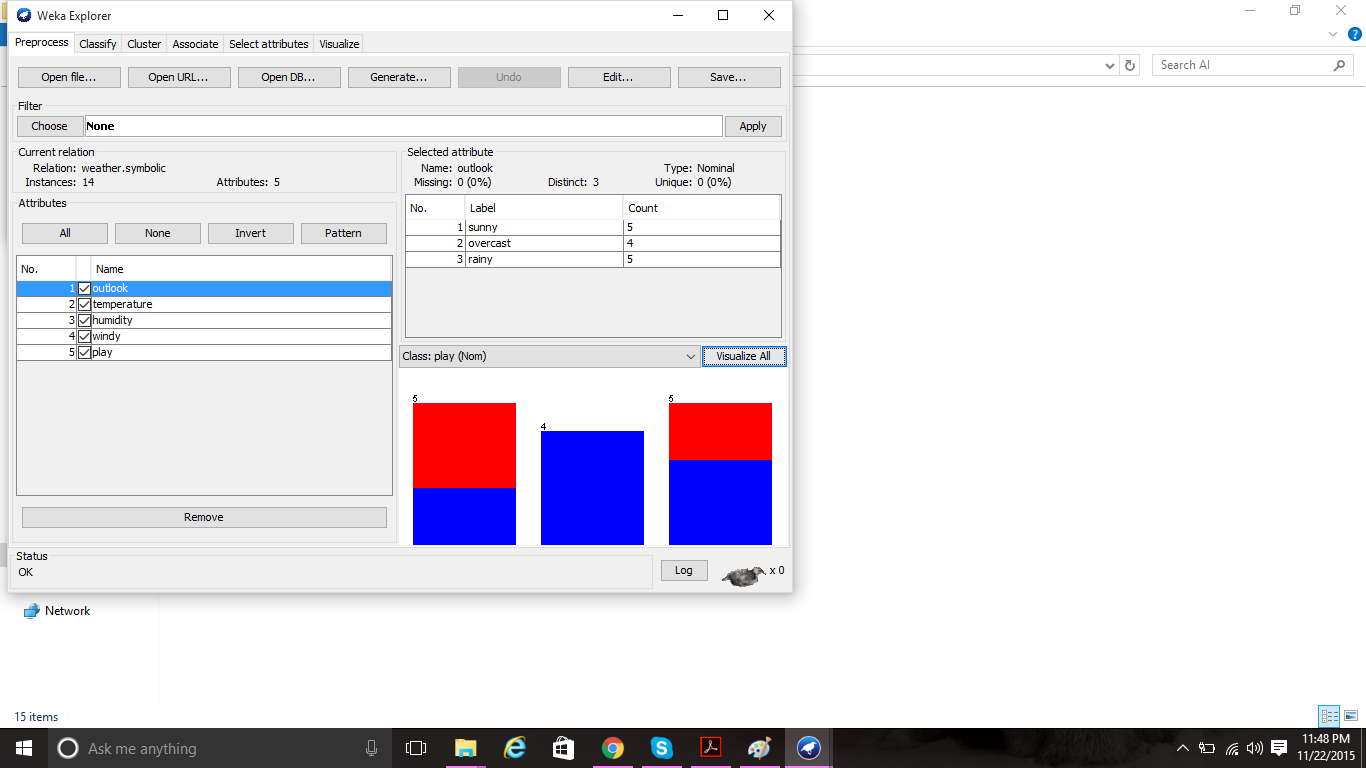 Weka Explorer
Preprocess Classify Cluster Associate Select attributes Visualize
Open file... Open URL... Open DB... Generate... Undo Edit... Save...
Search AI
Filter
Choose None Apply
Current relation
Relation: weather.symbolic
Instances: 14 Attributes: 5
Attributes
All None Invert Pattern
No. Name
1 outlook
2 temperature
3 humidity
4 windy
5 play
Remove
Selected attribute
Name: outlook Type: Nominal
Missing: 0 (0%) Distinct: 3 Unique: 0 (0%)
No. Label Count
1 sunny 5
2 overcast 4
3 rainy 5
Class: play (Nom) Visualize All
5 4 5
Status
OK
Log x 0
Network
15 items
Ask me anything
11:48 PM
11/22/2015